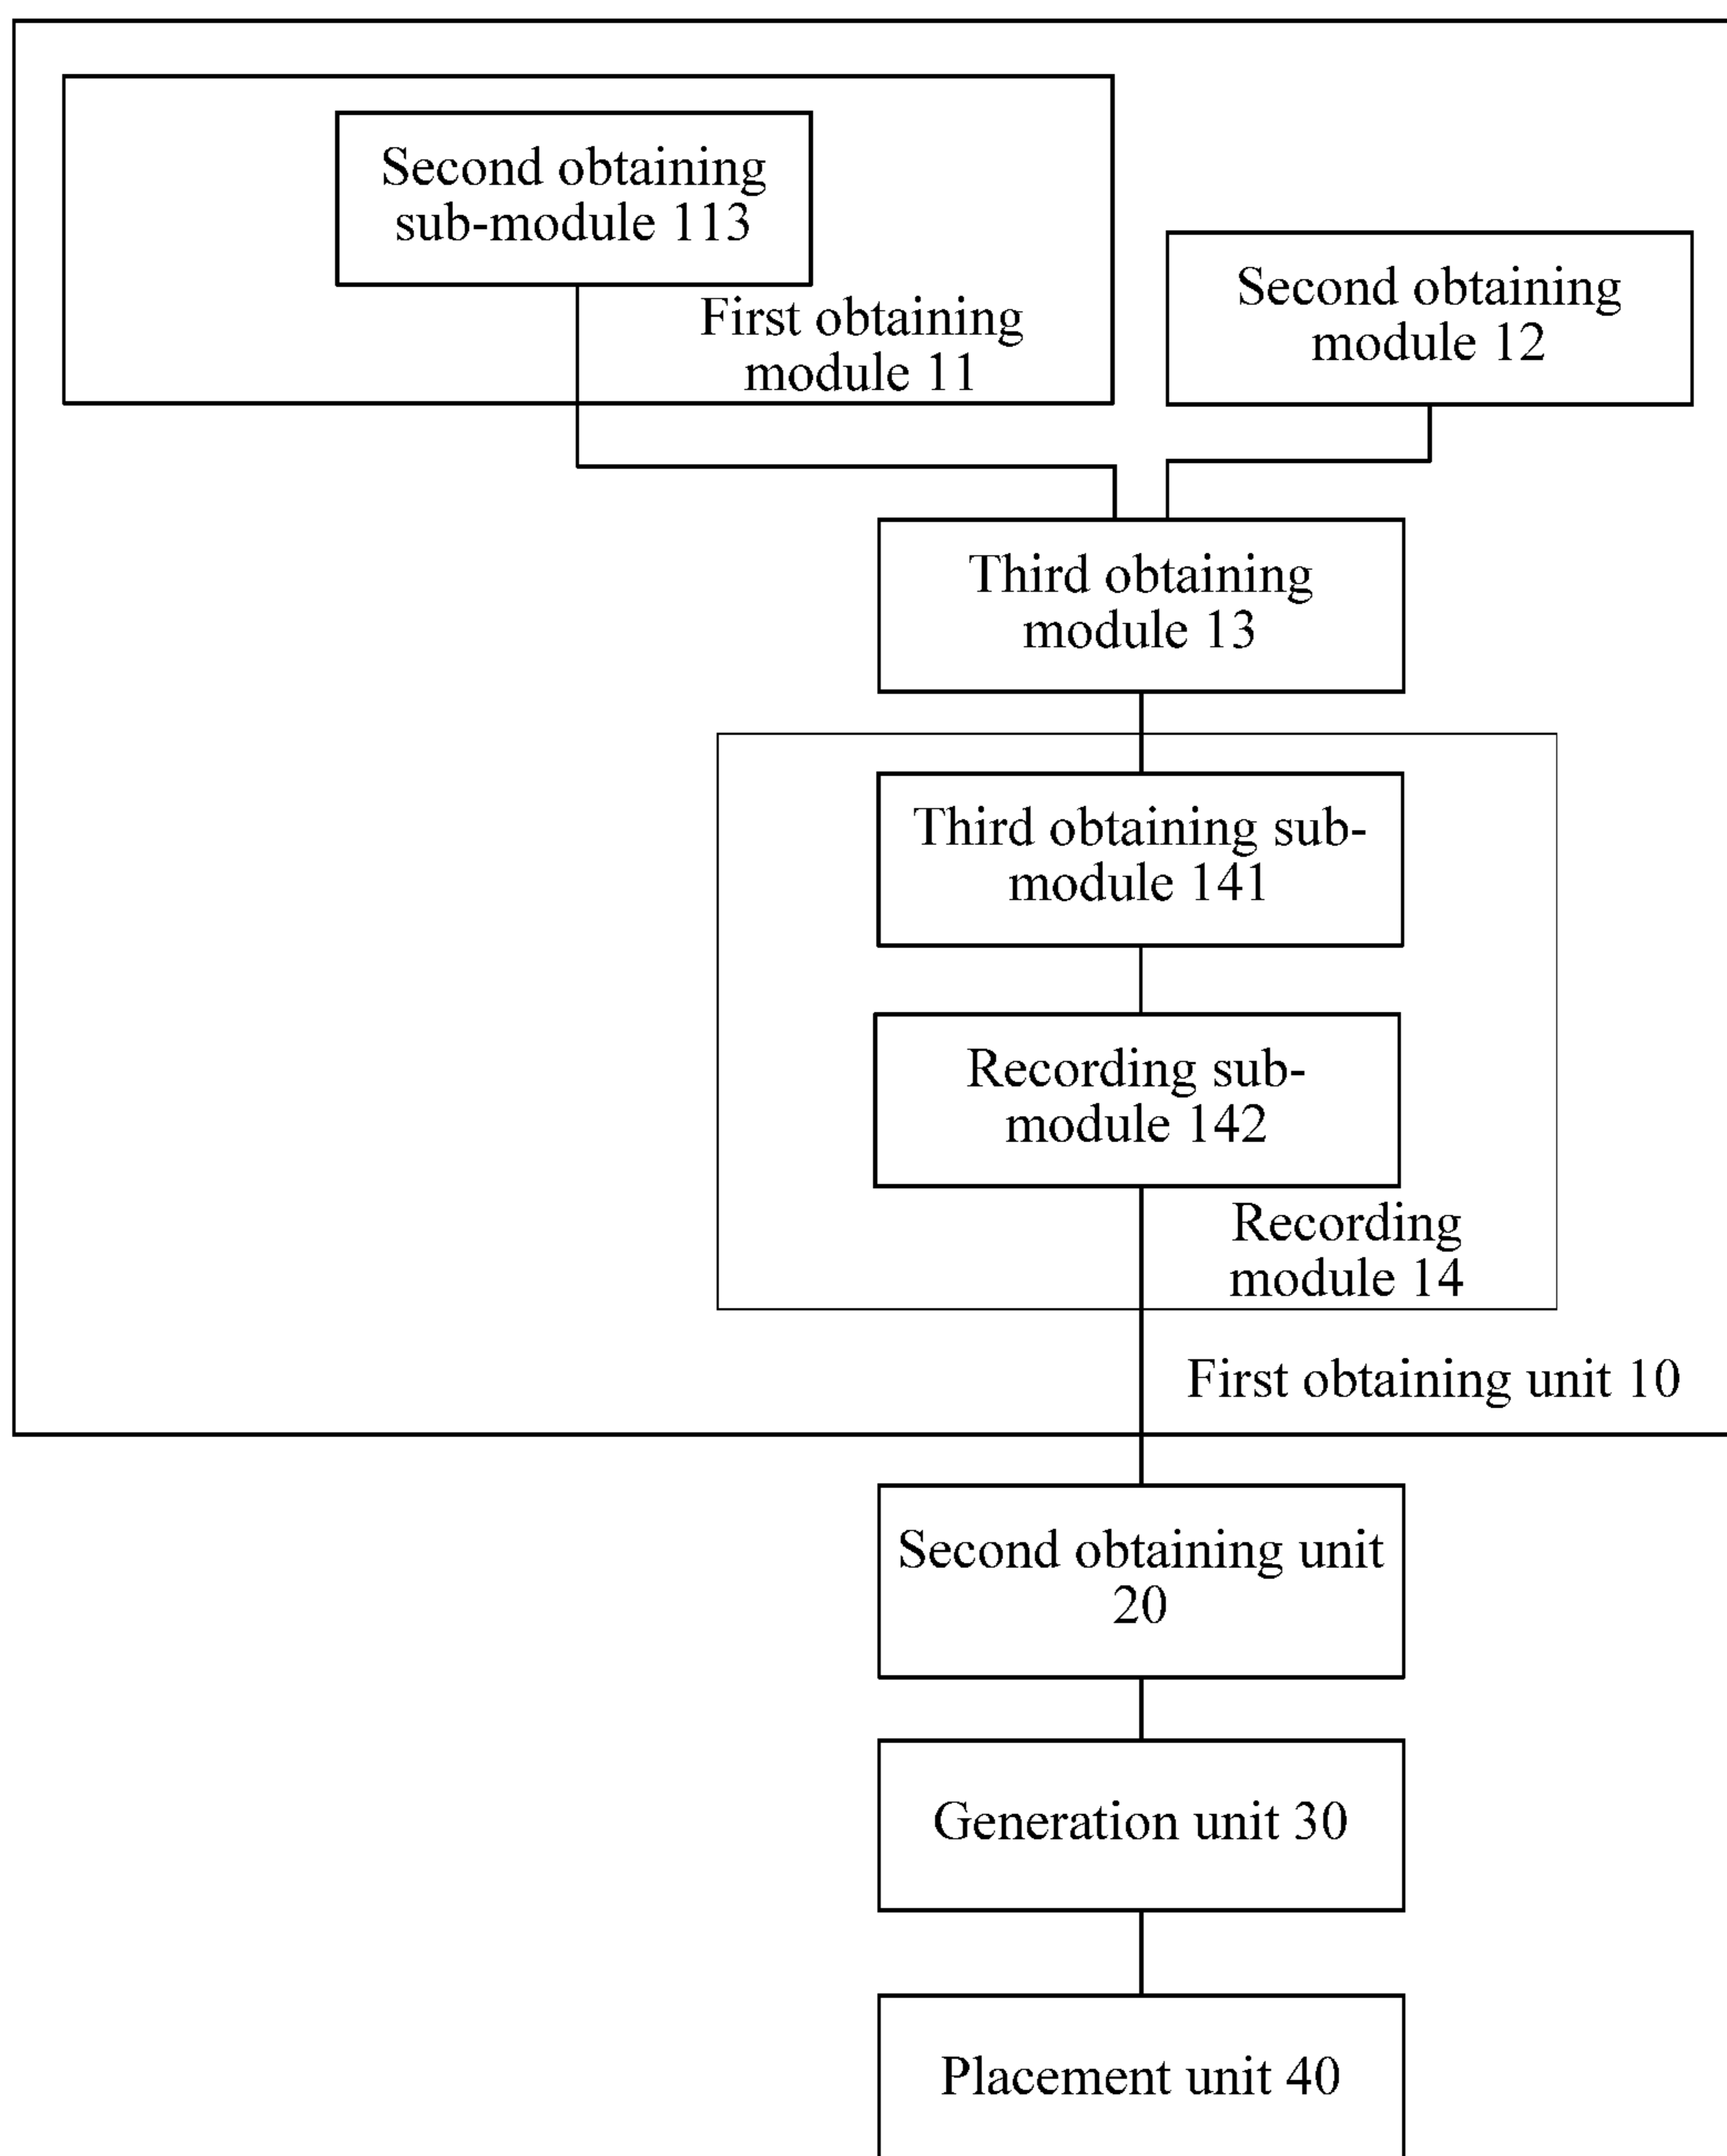 Second obtaining
sub-module 113
First obtaining
module 11
Second obtaining
module 12
Third obtaining
module 13
Third obtaining sub-
module 141
Recording sub-
module 142
Recording
module 14
First obtaining unit 10
Second obtaining unit
20
Generation unit 30
Placement unit 40